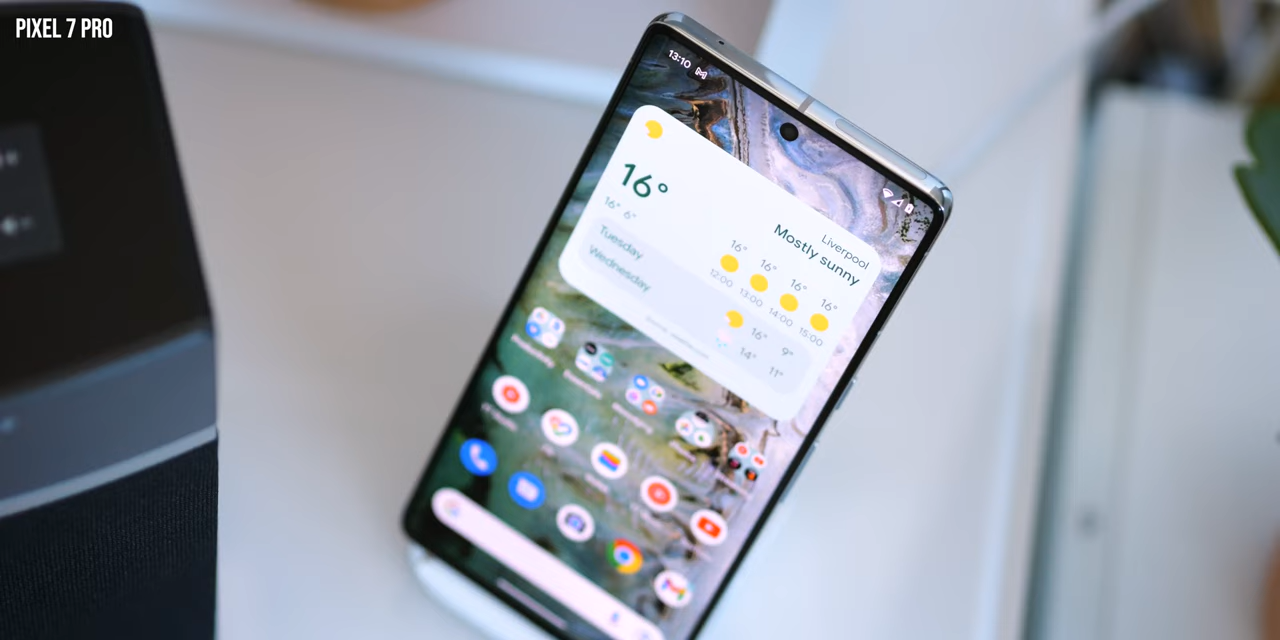 PIXEL 7 PRO
13:10
16°
16° 6°
Liverpool
Mostly sunny
16° 16° 16° 16°
12:00 13:00 14:00 15:00
Tuesday
16° 9°
Wednesday
14° 11°